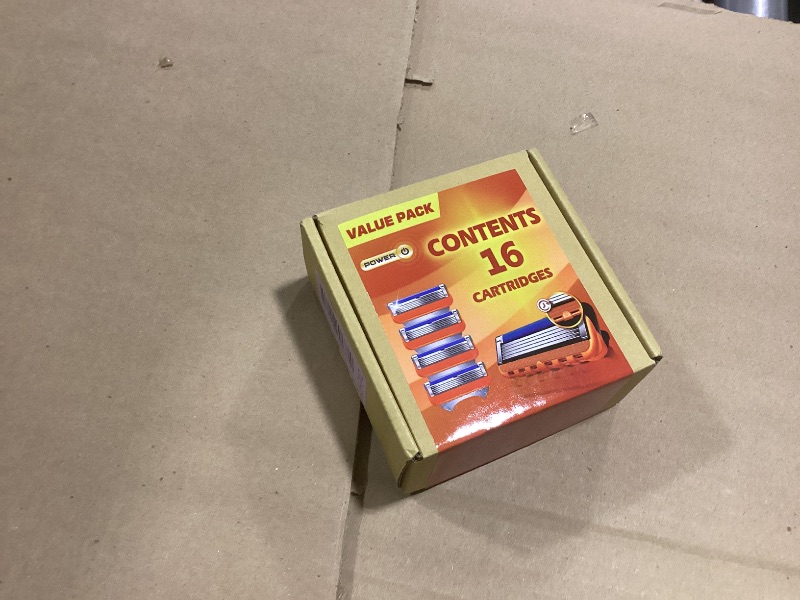 VALUE PACK
POWER
CONTENTS
16
CARTRIDGES